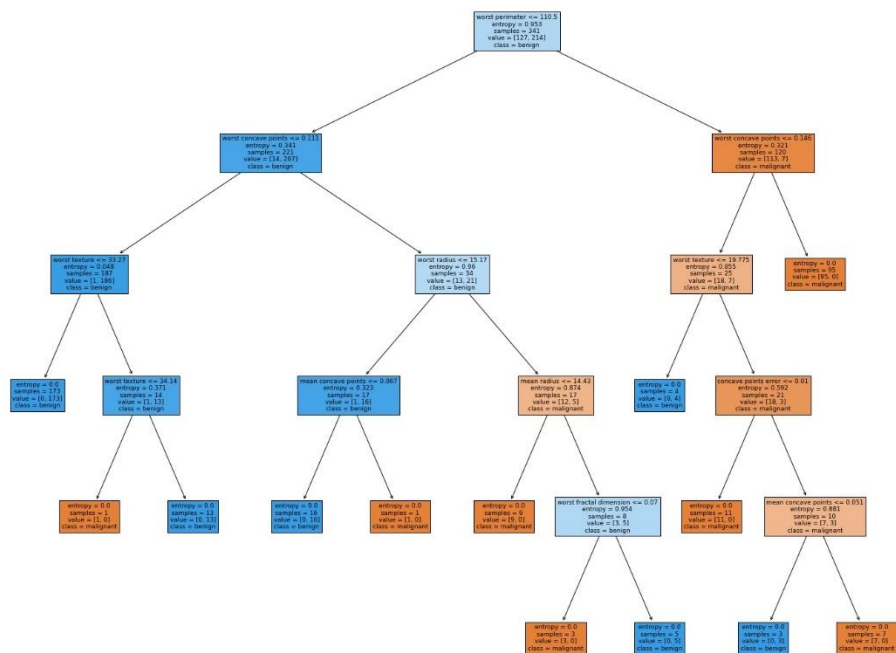 worst perimeter <= 110.5
entropy = 0.953
samples = 341
value = [127, 214]
class = benign
worst concave points <= 0.111
entropy = 0.341
samples = 221
value = [14, 207]
class = benign
worst concave points <= 0.146
entropy = 0.321
samples = 120
value = [113, 7]
class = malignant
worst texture <= 33.27
entropy = 0.048
samples = 187
value = [1, 186]
class = benign
worst radius <= 15.17
entropy = 0.96
samples = 34
value = [13, 21]
class = benign
worst texture <= 19.775
entropy = 0.855
samples = 25
value = [18, 7]
class = malignant
entropy = 0.0
samples = 95
value = [95, 0]
class = malignant
entropy = 0.0
samples = 173
value = [0, 173]
class = benign
worst texture <= 34.14
entropy = 0.371
samples = 14
value = [1, 13]
class = benign
mean concave points <= 0.067
entropy = 0.323
samples = 17
value = [1, 16]
class = benign
mean radius <= 14.43
entropy = 0.874
samples = 17
value = [12, 5]
class = malignant
entropy = 0.0
samples = 4
value = [0, 4]
class = benign
concave points error <= 0.01
entropy = 0.592
samples = 21
value = [18, 3]
class = malignant
entropy = 0.0
samples = 1
value = [1, 0]
class = malignant
entropy = 0.0
samples = 13
value = [0, 13]
class = benign
entropy = 0.0
samples = 16
value = [0, 16]
class = benign
entropy = 0.0
samples = 1
value = [1, 0]
class = malignant
entropy = 0.0
samples = 9
value = [9, 0]
class = malignant
worst fractal dimension <= 0.07
entropy = 0.954
samples = 8
value = [3, 5]
class = benign
entropy = 0.0
samples = 11
value = [11, 0]
class = malignant
mean concave points <= 0.051
entropy = 0.881
samples = 10
value = [7, 3]
class = malignant
entropy = 0.0
samples = 3
value = [3, 0]
class = malignant
entropy = 0.0
samples = 5
value = [0, 5]
class = benign
entropy = 0.0
samples = 3
value = [0, 3]
class = benign
entropy = 0.0
samples = 7
value = [7, 0]
class = malignant